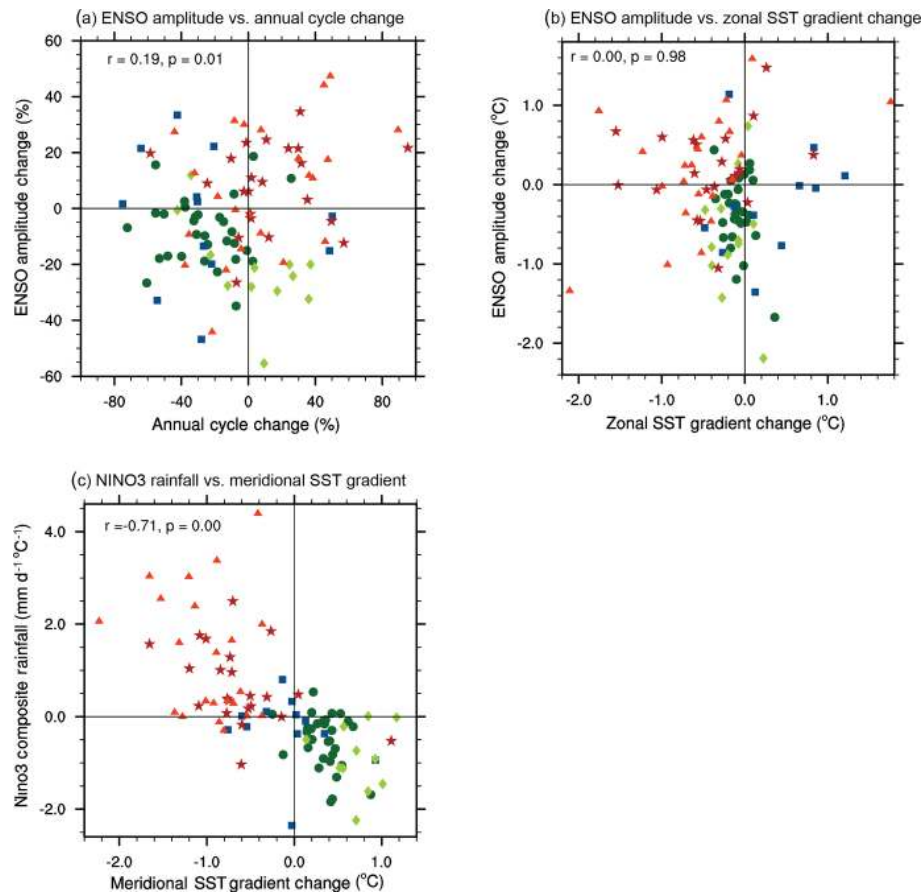 (a) ENSO amplitude vs. annual cycle change
r = 0.19, p = 0.01
60
40
20
0
-20
-40
-60
ENSO amplitude change (%)
-80
-40
0
40
80
Annual cycle change (%)
(b) ENSO amplitude vs. zonal SST gradient change
r = 0.00, p = 0.98
1.0
0.0
-1.0
-2.0
ENSO amplitude change (°C)
-2.0
-1.0
0.0
1.0
Zonal SST gradient change (°C)
(c) NINO3 rainfall vs. meridional SST gradient
r =-0.71, p = 0.00
4.0
2.0
0.0
-2.0
Nino3 composite rainfall (mm d⁻¹ °C⁻¹)
-2.0
-1.0
0.0
1.0
Meridional SST gradient change (°C)